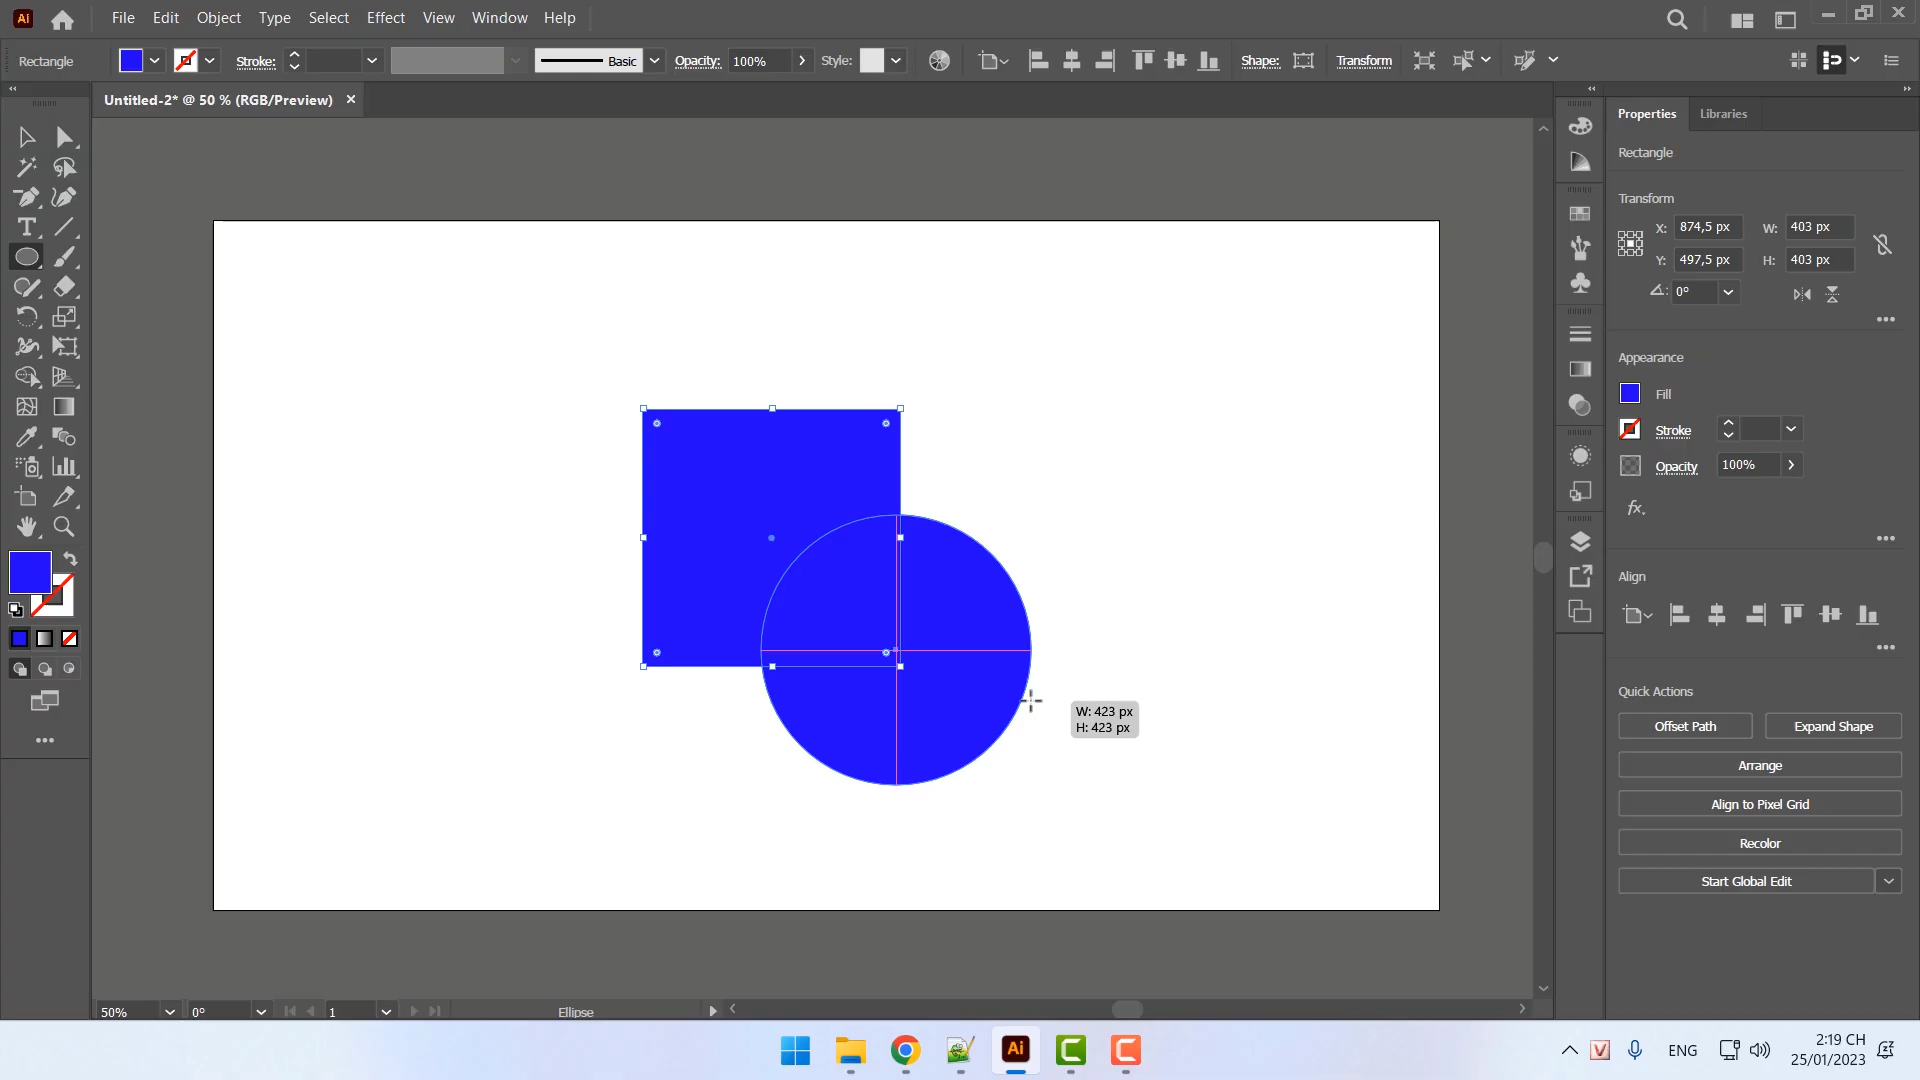 Ai File Edit Object Type Select Effect View Window Help
Rectangle Stroke: Basic Opacity: 100% Style: Shape: Transform
Untitled-2* @ 50 % (RGB/Preview) ×
Properties Libraries
Rectangle
Transform
X: 874,5 px W: 403 px
Y: 497,5 px H: 403 px
0°
Appearance
Fill
Stroke
Opacity 100%
fx.
Align
Quick Actions
Offset Path Expand Shape
Arrange
Align to Pixel Grid
Recolor
Start Global Edit
W: 423 px
H: 423 px
50% 0° 1 Ellipse
Ai ENG 2:19 CH
25/01/2023